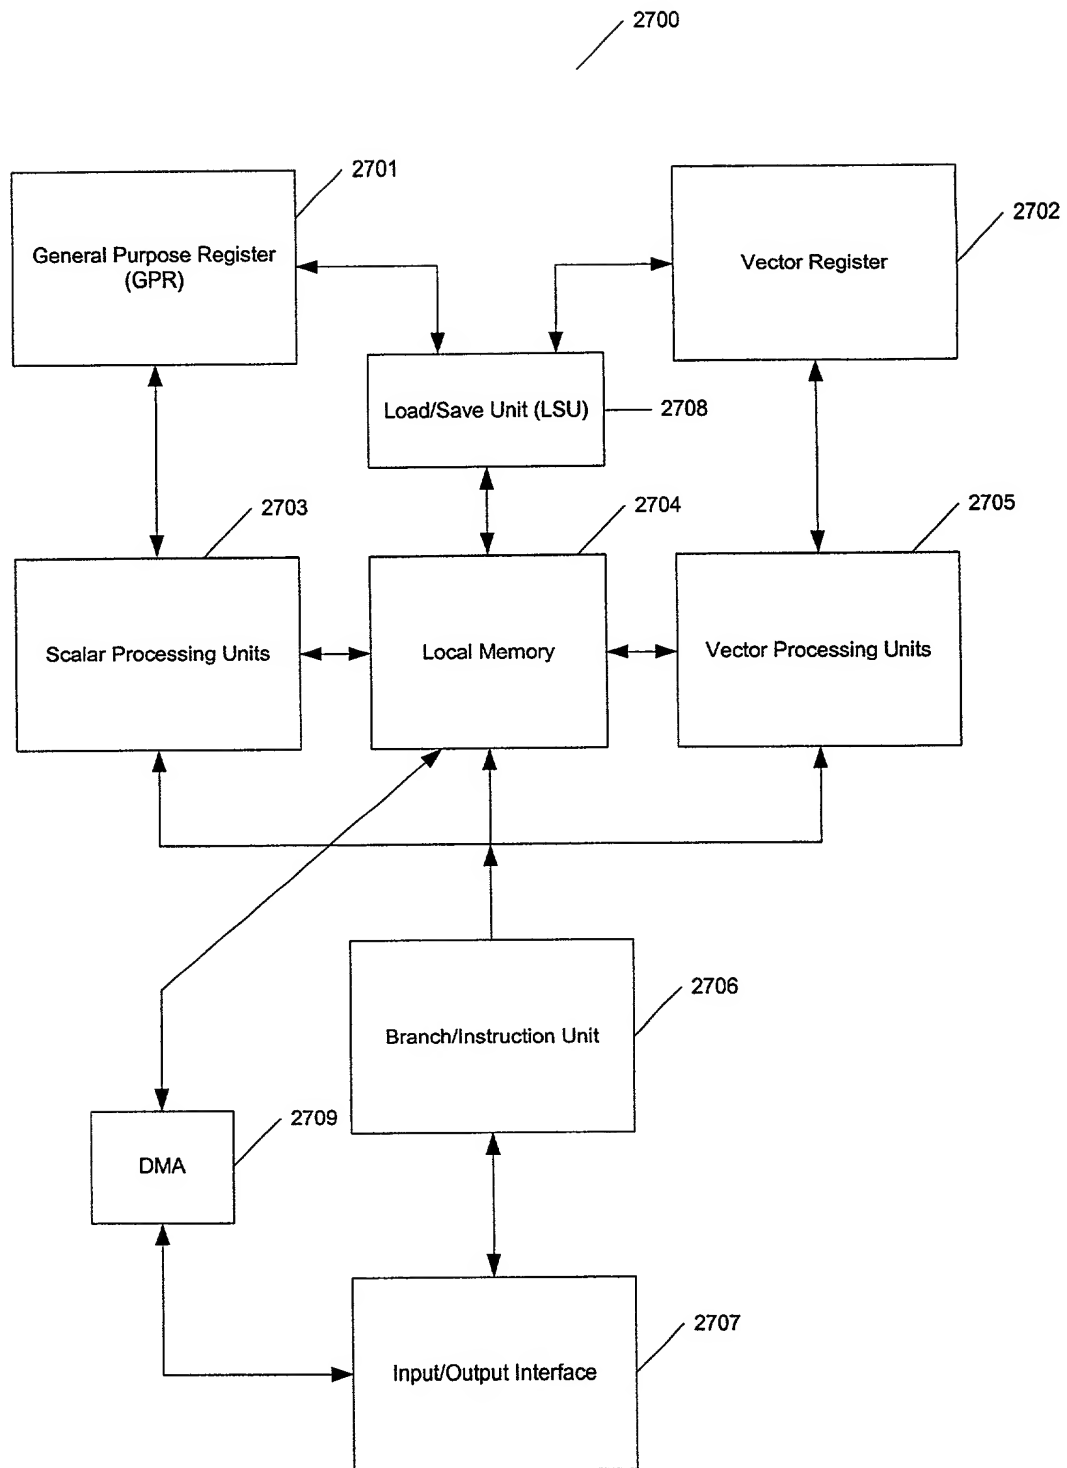 2700
2701
General Purpose Register
(GPR)
2702
Vector Register
Load/Save Unit (LSU)
2708
2703
2704
2705
Scalar Processing Units
Local Memory
Vector Processing Units
2706
Branch/Instruction Unit
2709
DMA
2707
Input/Output Interface